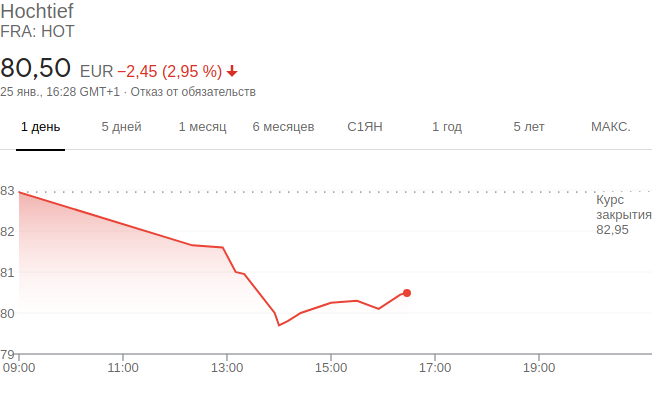 Hochtief
FRA: HOT
80,50 EUR −2,45 (2,95 %)
25 янв., 16:28 GMT+1 · Отказ от обязательств
1 день 5 дней 1 месяц 6 месяцев С1ЯН 1 год 5 лет МАКС.
83
Курс
закрытия
82,95
82
81
80
79
09:00 11:00 13:00 15:00 17:00 19:00